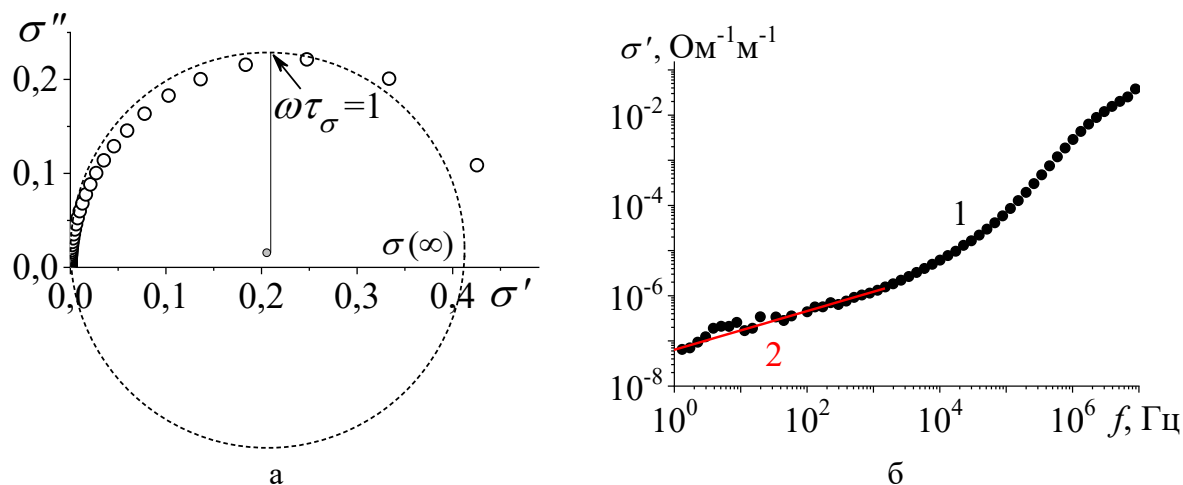 σ″
0,2
0,1
0,0
0,0 0,1 0,2 0,3 0,4 σ′
ωτσ=1
σ(∞)
а
σ′, Ом⁻¹м⁻¹
10⁻²
10⁻⁴
10⁻⁶
10⁻⁸
10⁰ 10² 10⁴ 10⁶ f, Гц
1
2
б